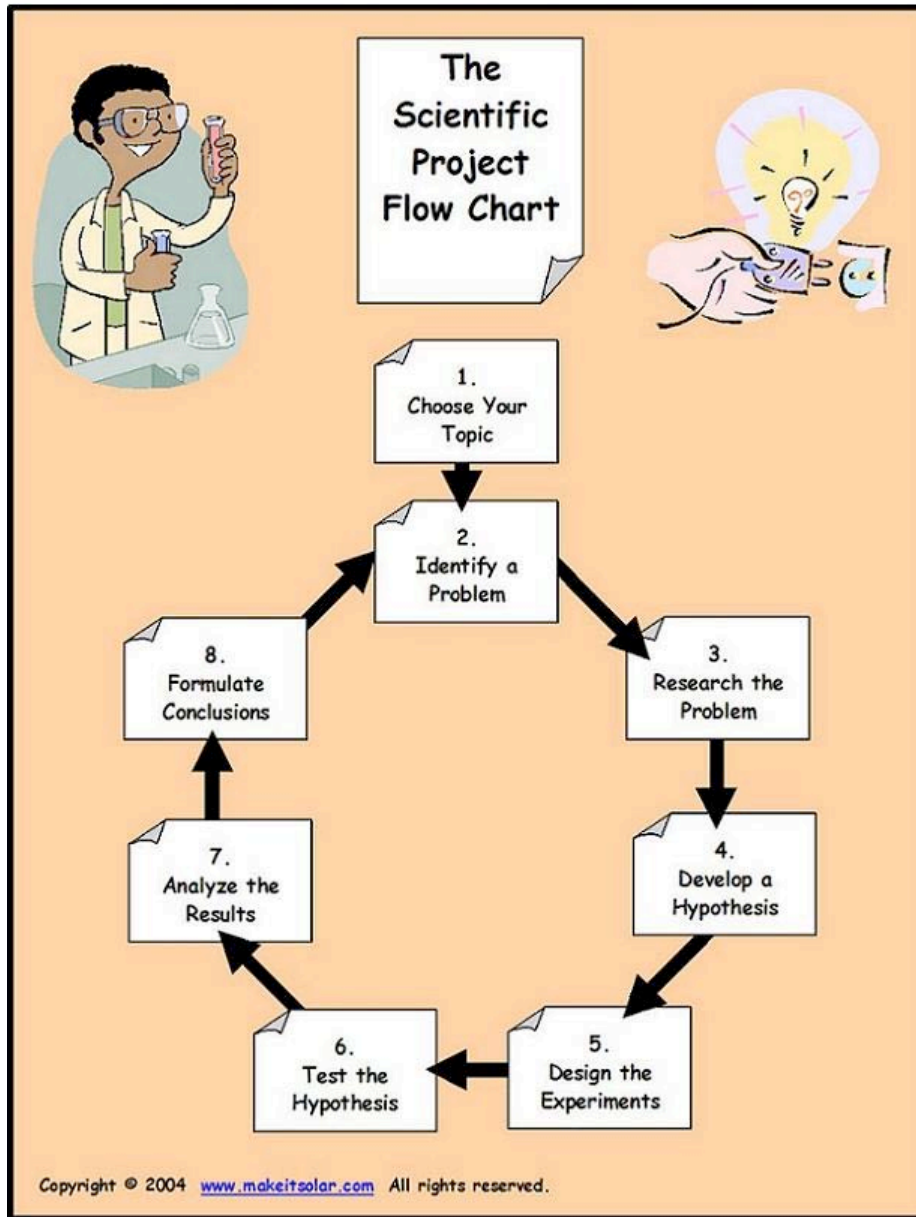 The
Scientific
Project
Flow Chart
1.
Choose Your
Topic
2.
Identify a
Problem
3.
Research the
Problem
4.
Develop a
Hypothesis
5.
Design the
Experiments
6.
Test the
Hypothesis
7.
Analyze the
Results
8.
Formulate
Conclusions
Copyright © 2004 www.makeitsolar.com All rights reserved.